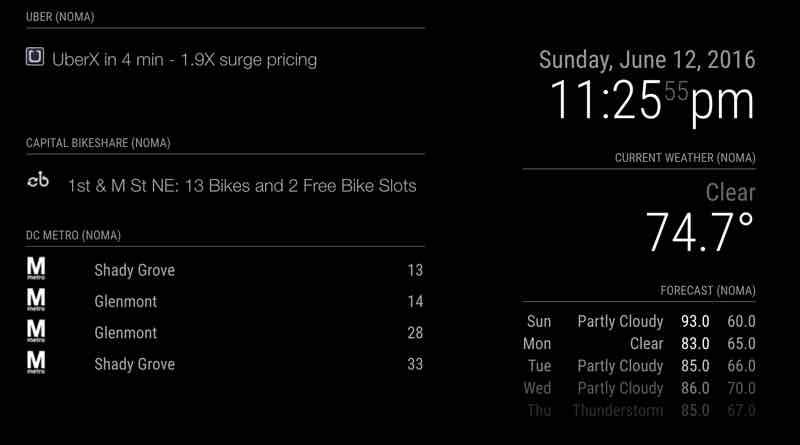 UBER (NOMA)
UberX in 4 min - 1.9X surge pricing
CAPITAL BIKESHARE (NOMA)
cb 1st & M St NE: 13 Bikes and 2 Free Bike Slots
DC METRO (NOMA)
M metro Shady Grove 13
M metro Glenmont 14
M metro Glenmont 28
M metro Shady Grove 33
Sunday, June 12, 2016
11:25 55 pm
CURRENT WEATHER (NOMA)
Clear
74.7°
FORECAST (NOMA)
Sun Partly Cloudy 93.0 60.0
Mon Clear 83.0 65.0
Tue Partly Cloudy 85.0 66.0
Wed Partly Cloudy 86.0 70.0
Thu Thunderstorm 85.0 67.0